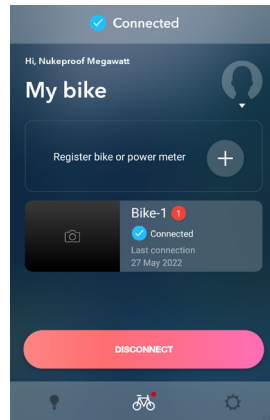 Connected
Hi, Nukeproof Megawatt
My bike
Register bike or power meter
Bike-1 1
Connected
Last connection
27 May 2022
DISCONNECT